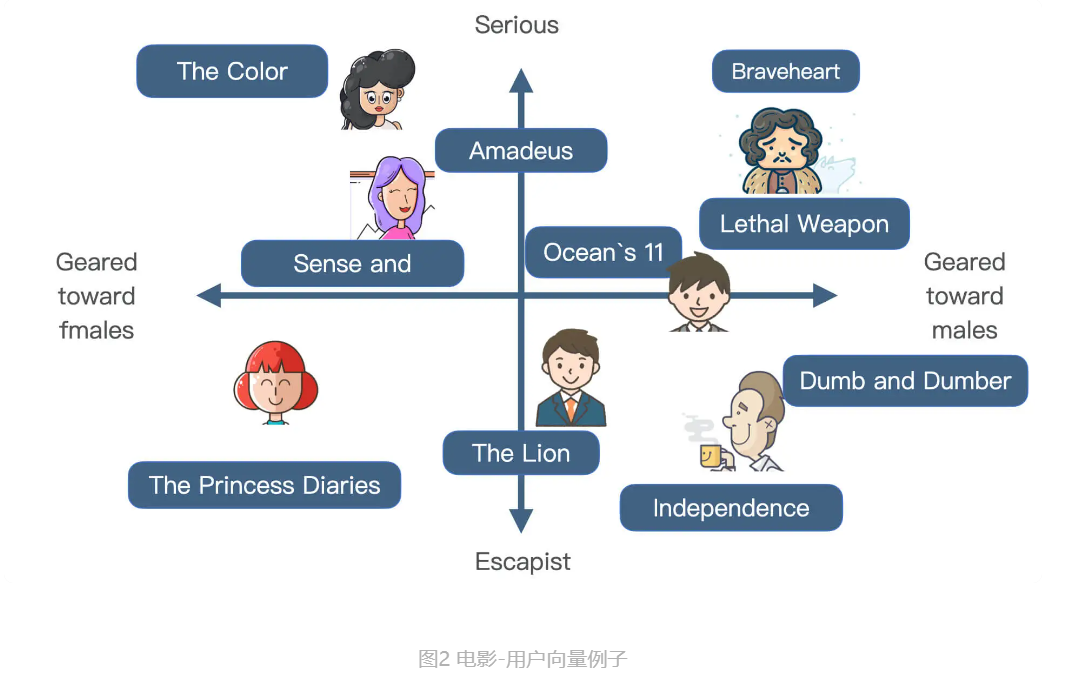 Serious
The Color
Braveheart
Amadeus
Lethal Weapon
Ocean`s 11
Sense and
Geared
toward
fmales
Geared
toward
males
Dumb and Dumber
The Lion
The Princess Diaries
Independence
Escapist
图2 电影-用户向量例子